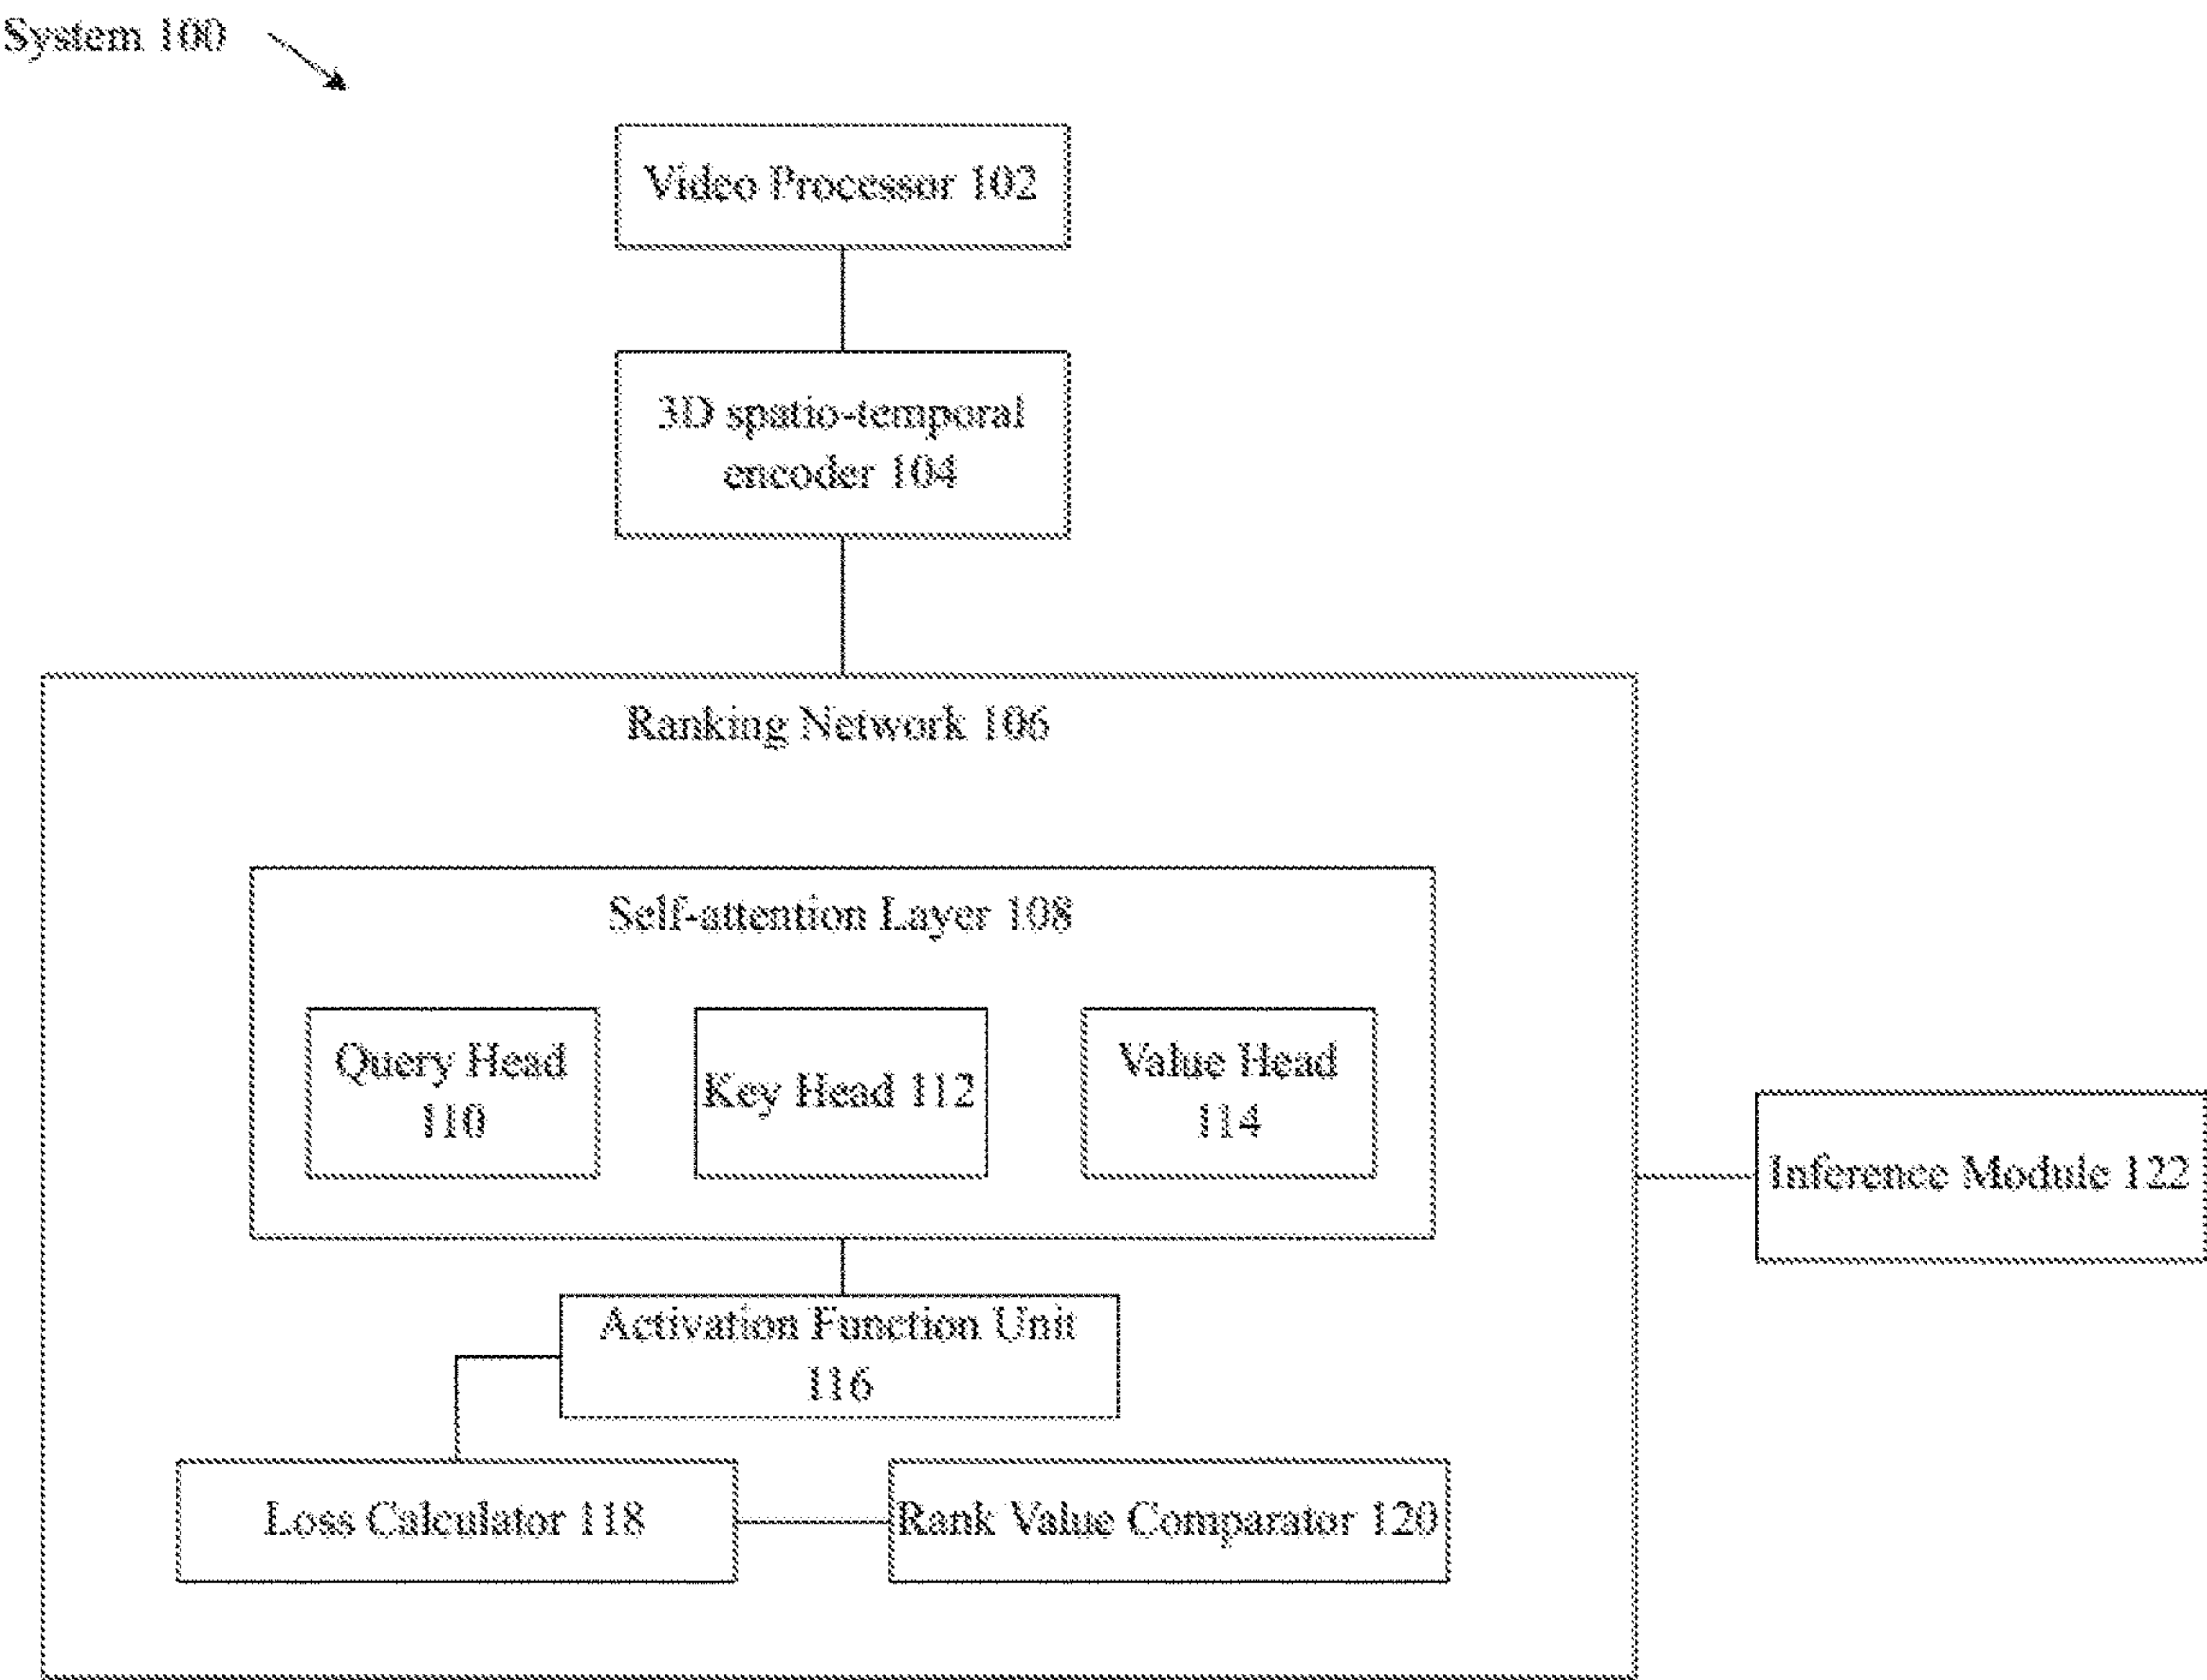 System 100
Video Processor 102
3D spatio-temporal
encoder 104
Ranking Network 106
Self-attention Layer 108
Query Head
110
Key Head 112
Value Head
114
Inference Module 122
Activation Function Unit
116
Loss Calculator 118
Rank Value Comparator 120